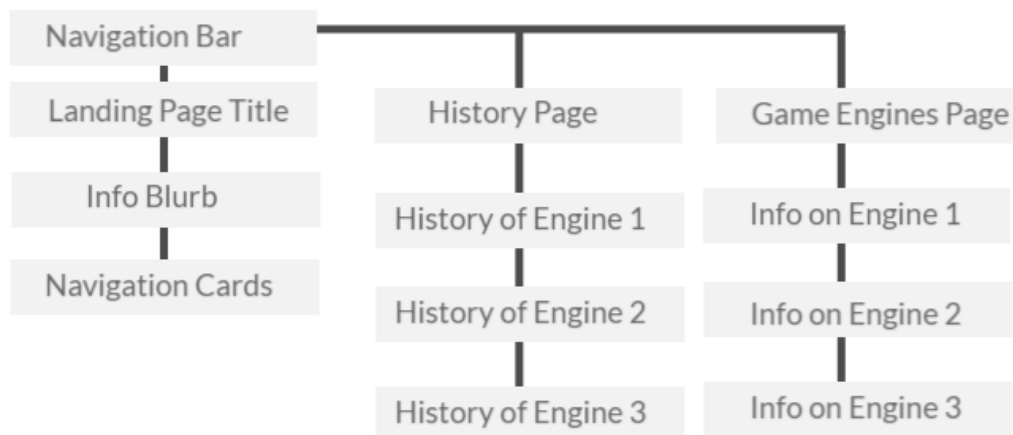 Navigation Bar
Landing Page Title
Info Blurb
Navigation Cards
History Page
History of Engine 1
History of Engine 2
History of Engine 3
Game Engines Page
Info on Engine 1
Info on Engine 2
Info on Engine 3